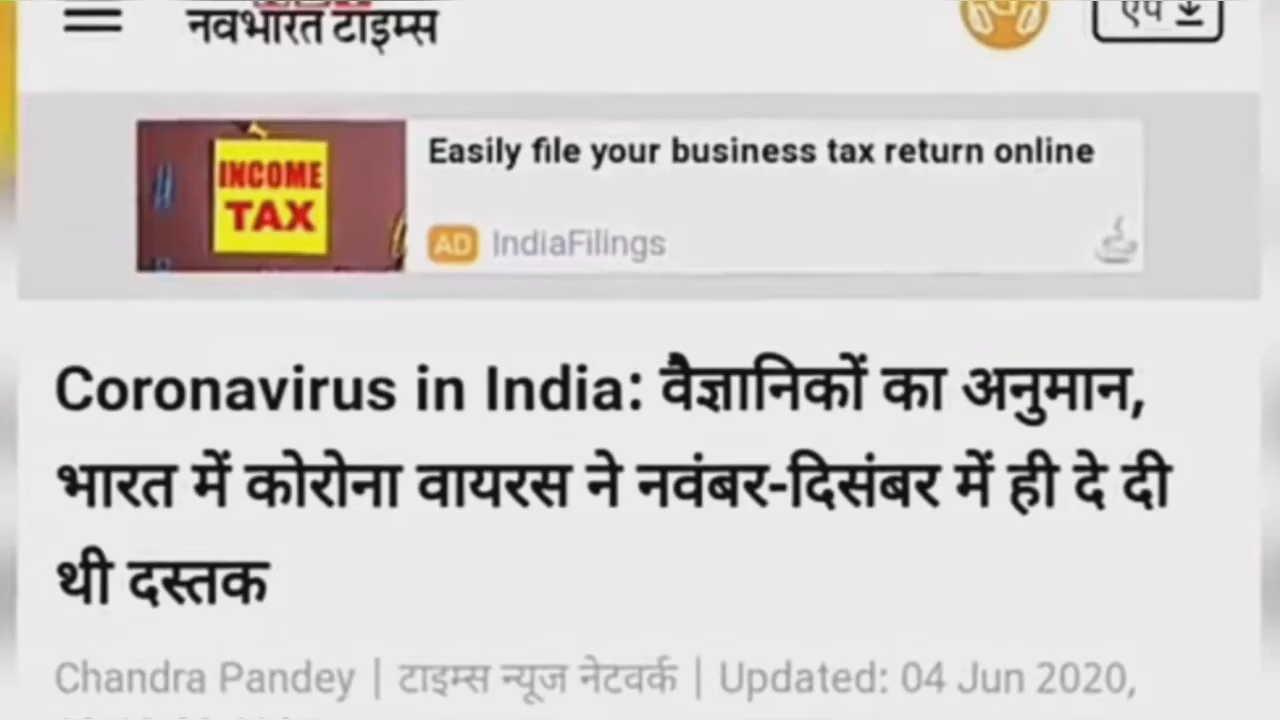 नवभारत टाइम्स
एप
INCOME
TAX
Easily file your business tax return online
AD IndiaFilings
Coronavirus in India: वैज्ञानिकों का अनुमान,
भारत में कोरोना वायरस ने नवंबर-दिसंबर में ही दे दी
थी दस्तक
Chandra Pandey | टाइम्स न्यूज नेटवर्क | Updated: 04 Jun 2020,